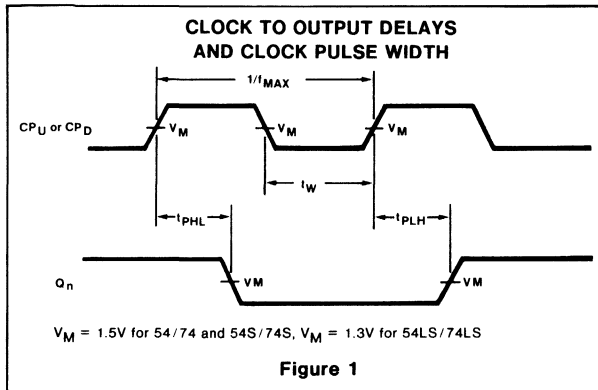 CLOCK TO OUTPUT DELAYS
AND CLOCK PULSE WIDTH
1/fMAX
CPU or CPD
VM
VM
VM
tW
tPHL
tPLH
Qn
VM
VM
VM = 1.5V for 54/74 and 54S/74S, VM = 1.3V for 54LS/74LS
Figure 1